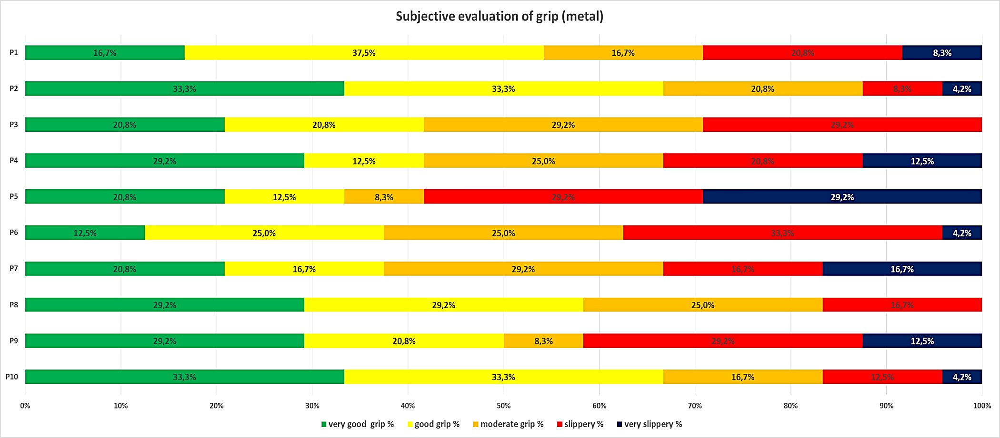 Subjective evaluation of grip (metal)
P1 16,7% 37,5% 16,7% 20,8% 8,3%
P2 33,3% 33,3% 20,8% 8,3% 4,2%
P3 20,8% 20,8% 29,2% 29,2%
P4 29,2% 12,5% 25,0% 20,8% 12,5%
P5 20,8% 12,5% 8,3% 29,2% 29,2%
P6 12,5% 25,0% 25,0% 33,3% 4,2%
P7 20,8% 16,7% 29,2% 16,7% 16,7%
P8 29,2% 29,2% 25,0% 16,7%
P9 29,2% 20,8% 8,3% 29,2% 12,5%
P10 33,3% 33,3% 16,7% 12,5% 4,2%
0% 10% 20% 30% 40% 50% 60% 70% 80% 90% 100%
very good grip % good grip % moderate grip % slippery % very slippery %